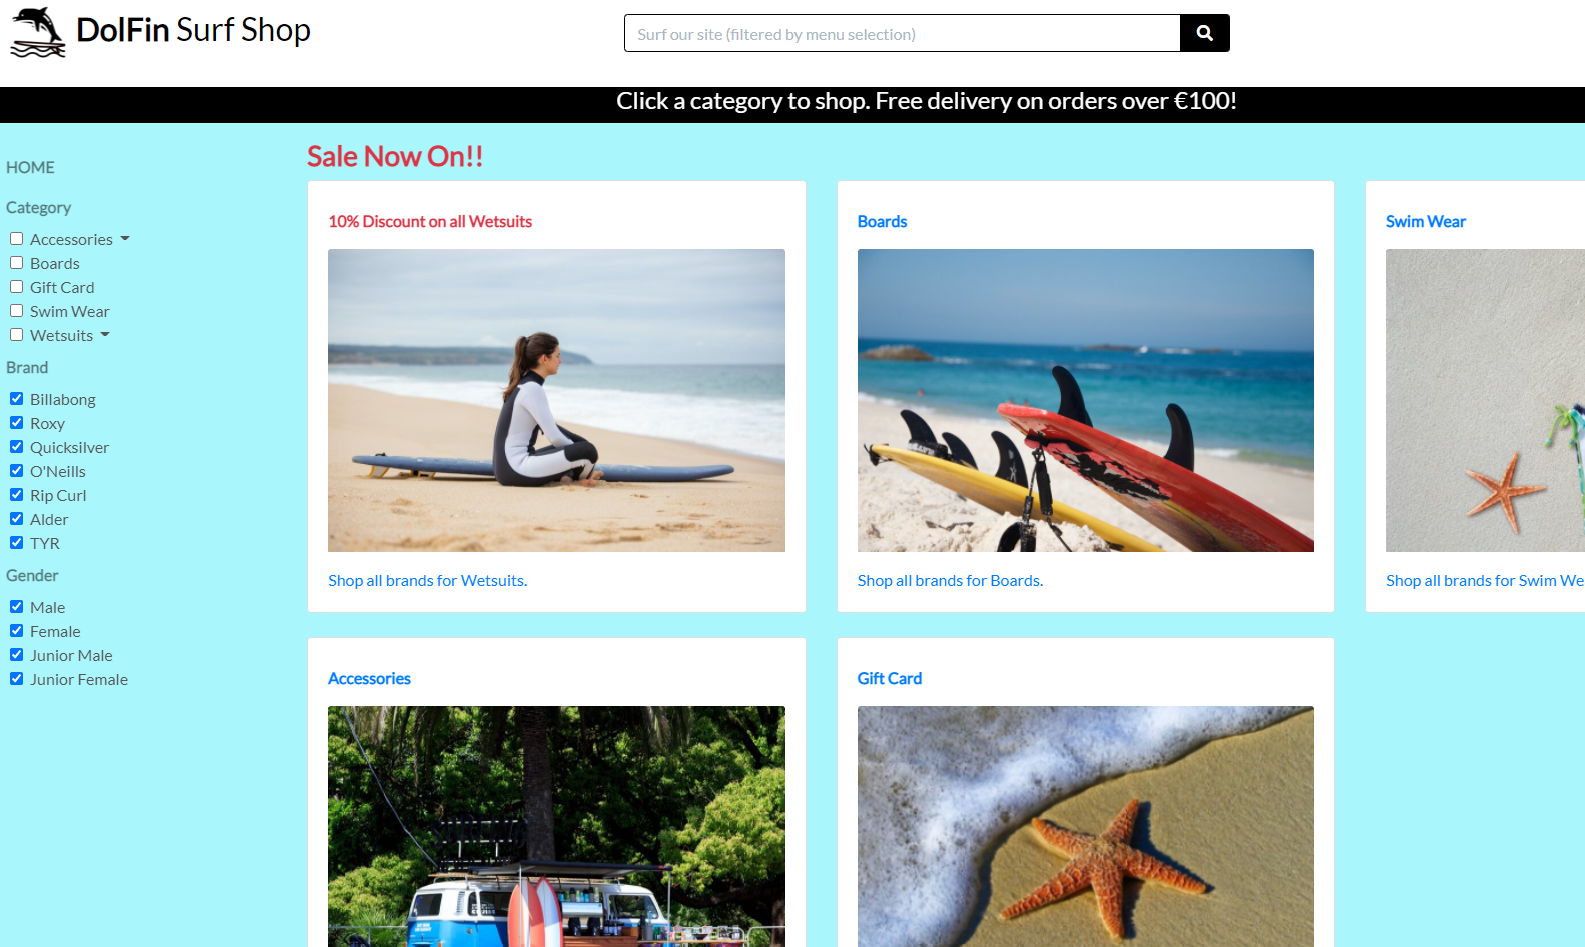 DolFin Surf Shop
Surf our site (filtered by menu selection)
Click a category to shop. Free delivery on orders over €100!
HOME
Category
Accessories
Boards
Gift Card
Swim Wear
Wetsuits
Brand
Billabong
Roxy
Quicksilver
O'Neills
Rip Curl
Alder
TYR
Gender
Male
Female
Junior Male
Junior Female
Sale Now On!!
10% Discount on all Wetsuits
Shop all brands for Wetsuits.
Boards
Shop all brands for Boards.
Swim Wear
Shop all brands for Swim We
Accessories
Gift Card